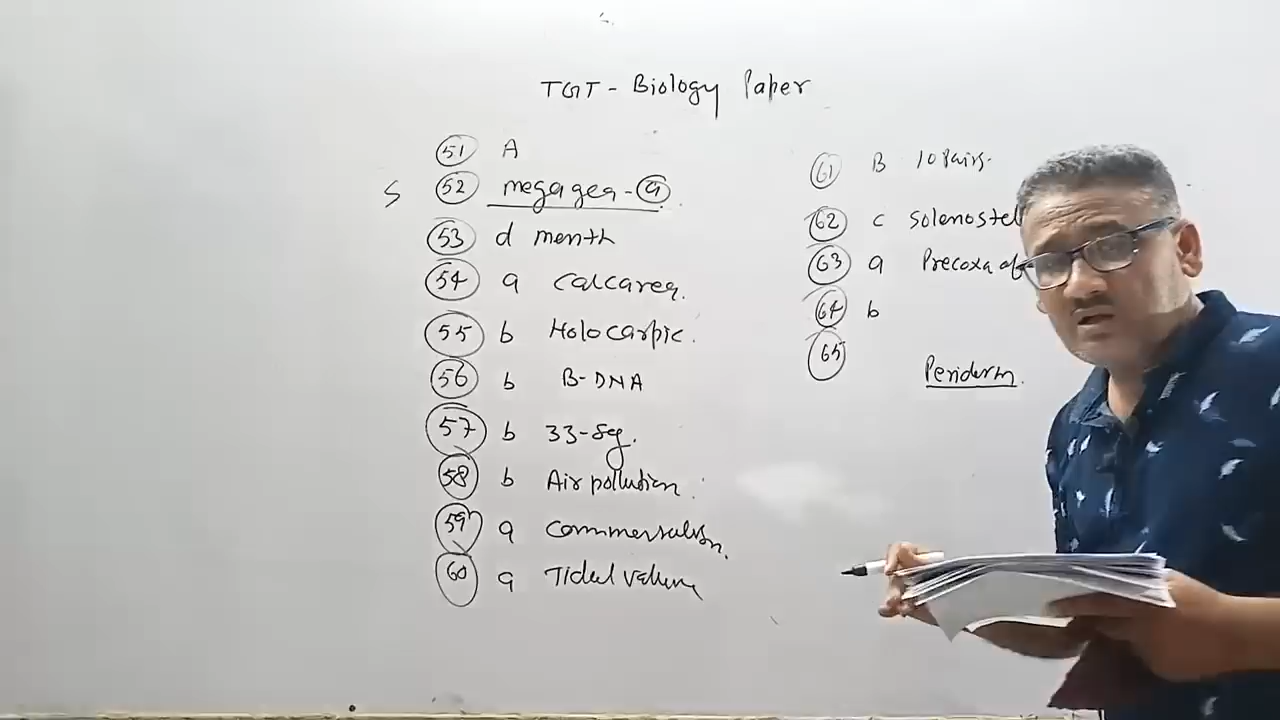 TGT - Biology Paper
51 A
S 52 megagea - a
53 d month
54 a calcarea.
55 b Holocarpic.
56 b B-DNA
57 b 33-seg.
58 b Air pollution.
59 a commensalism.
60 a Tidal volume
61 B 10 Pairs.
62 c Solenostel
63 a Precoxa of
64 b
65
Periderm.